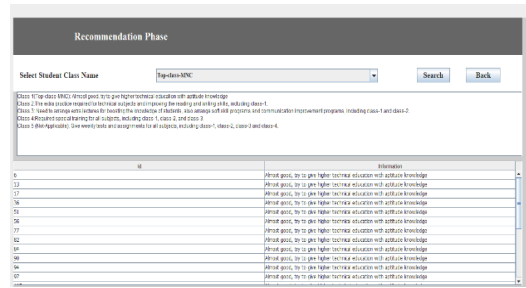 Recommendation Phase
Select Student Class Name
Top-class-MNC
Search
Back
Class 1(Top-class MNC): Almost good, try to give higher technical education with aptitude knowledge
Class 2:The extra practice required for technical subjects and improving the reading and writing skills, including class-1.
Class 3: Need to arrange extra lectures for boosting the knowledge of students, also arrange soft skill programs and communication improvement programs, including class-1 and class-2.
Class 4:Required special training for all subjects, including class-1, class-2, and class-3
Class 5:(Not Applicable): Give weekly tests and assignments for all subjects, including class-1, class-2, class-3 and class-4.
Id Information
6 Almost good, try to give higher technical education with aptitude knowledge
13 Almost good, try to give higher technical education with aptitude knowledge
17 Almost good, try to give higher technical education with aptitude knowledge
36 Almost good, try to give higher technical education with aptitude knowledge
Almost good, try to give higher technical education with aptitude knowledge
56 Almost good, try to give higher technical education with aptitude knowledge
77 Almost good, try to give higher technical education with aptitude knowledge
82 Almost good, try to give higher technical education with aptitude knowledge
Almost good, try to give higher technical education with aptitude knowledge
Almost good, try to give higher technical education with aptitude knowledge
Almost good, try to give higher technical education with aptitude knowledge
97 Almost good, try to give higher technical education with aptitude knowledge